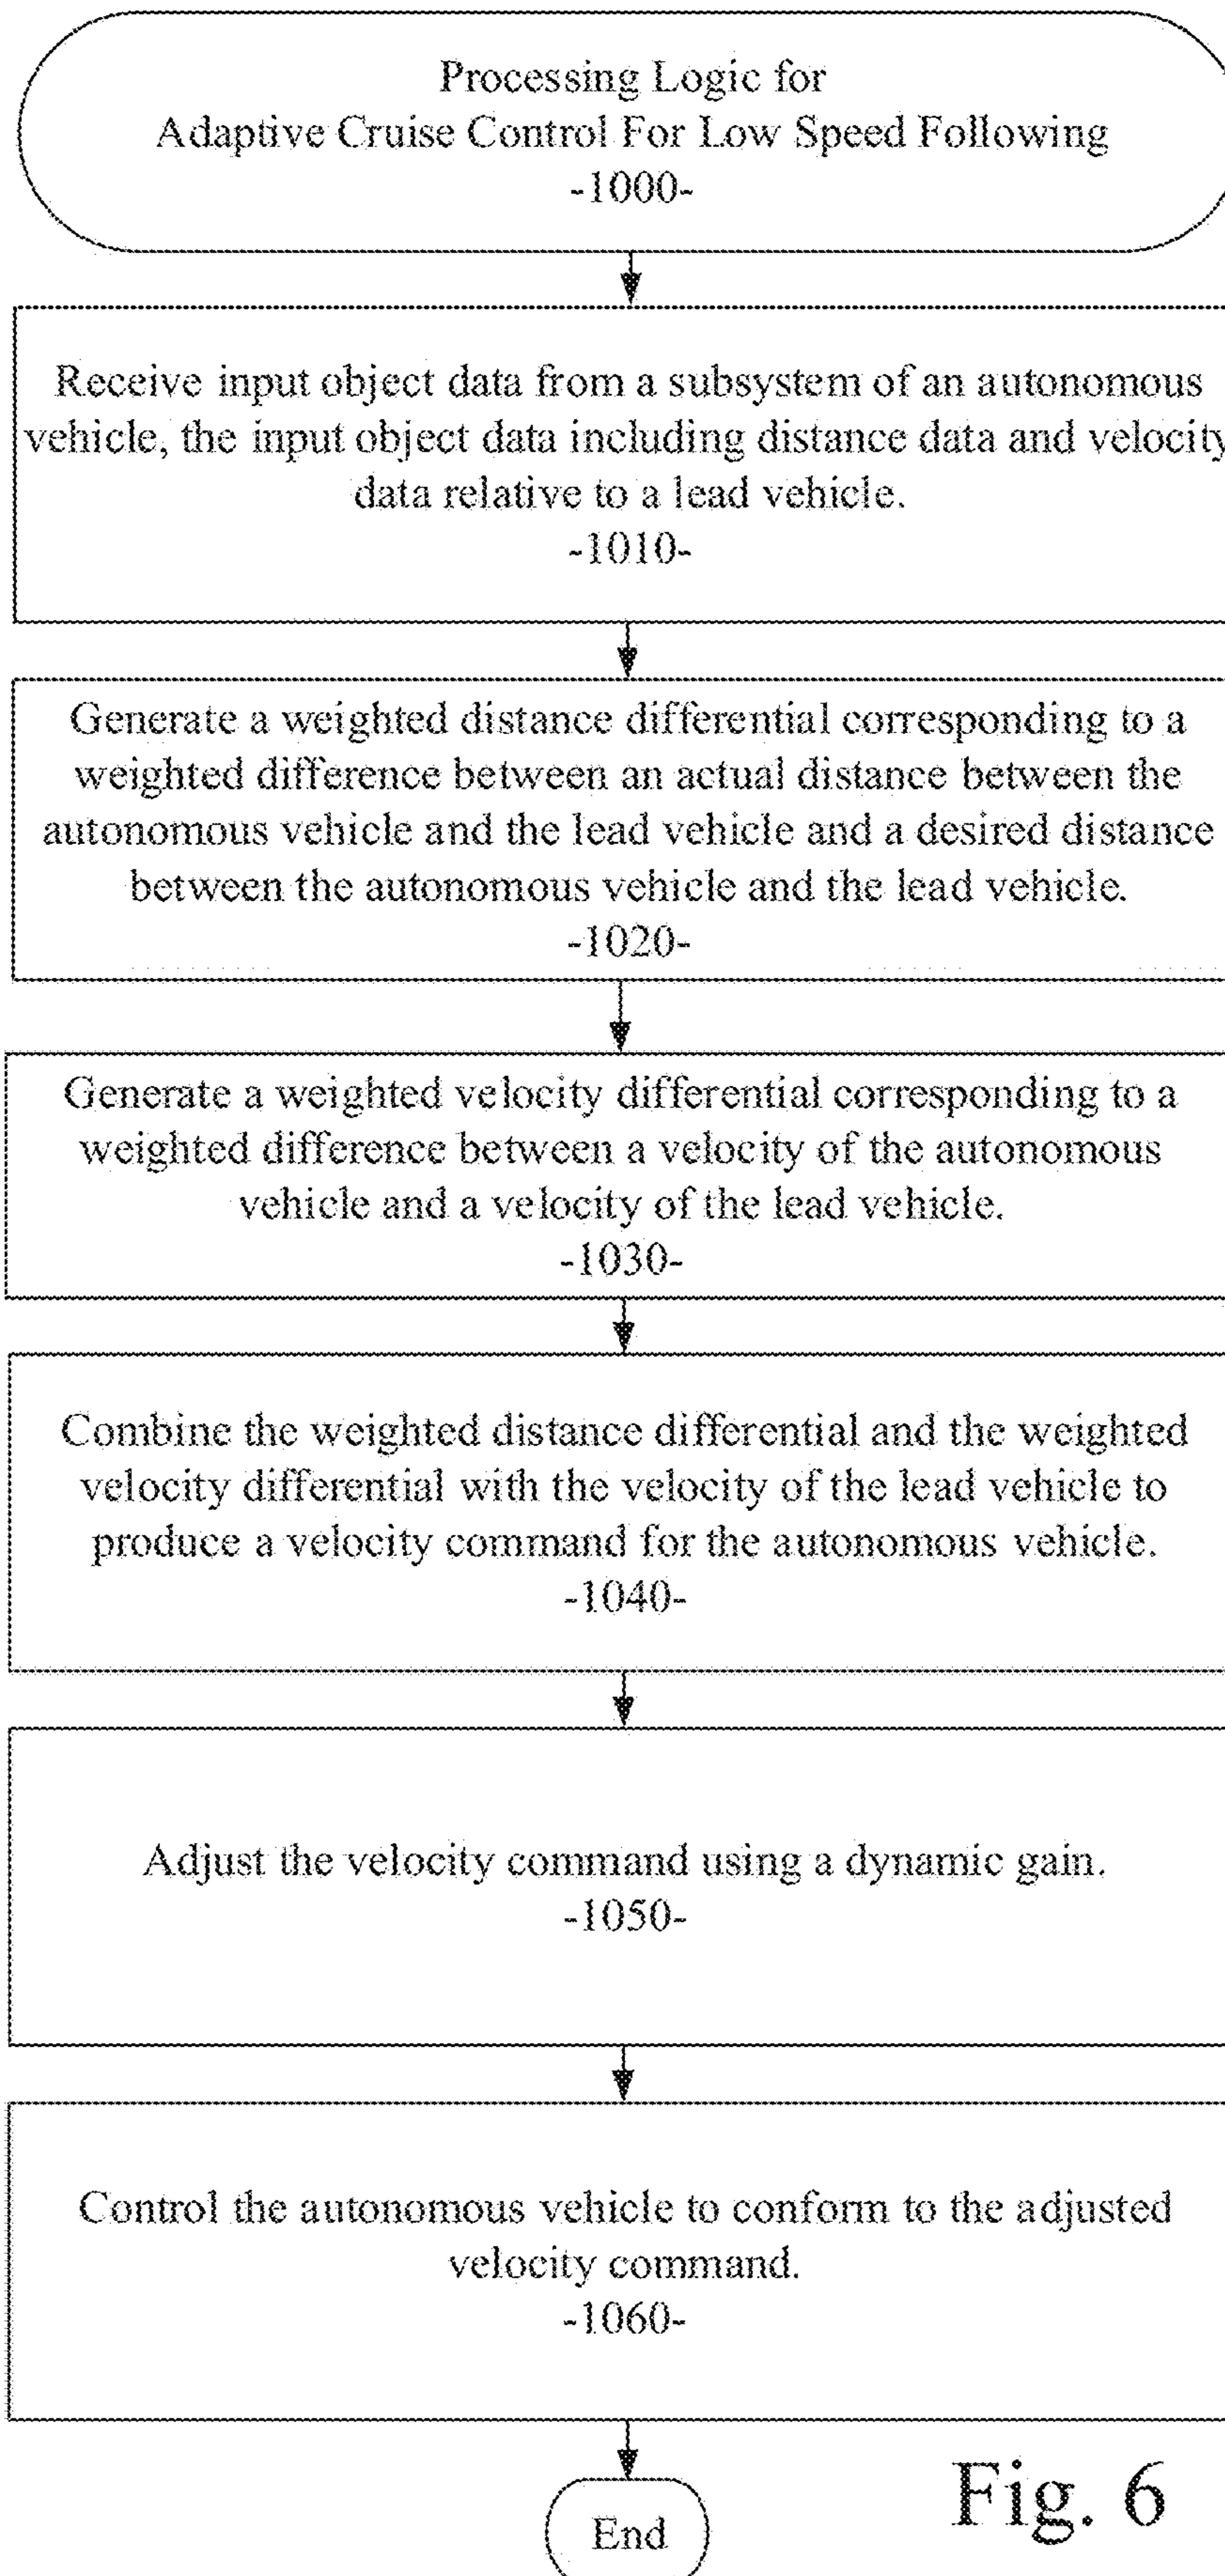 Processing Logic for
Adaptive Cruise Control For Low Speed Following
-1000-
Receive input object data from a subsystem of an autonomous
vehicle, the input object data including distance data and velocity
data relative to a lead vehicle.
-1010-
Generate a weighted distance differential corresponding to a
weighted difference between an actual distance between the
autonomous vehicle and the lead vehicle and a desired distance
between the autonomous vehicle and the lead vehicle.
-1020-
Generate a weighted velocity differential corresponding to a
weighted difference between a velocity of the autonomous
vehicle and a velocity of the lead vehicle.
-1030-
Combine the weighted distance differential and the weighted
velocity differential with the velocity of the lead vehicle to
produce a velocity command for the autonomous vehicle.
-1040-
Adjust the velocity command using a dynamic gain.
-1050-
Control the autonomous vehicle to conform to the adjusted
velocity command.
-1060-
End
Fig. 6